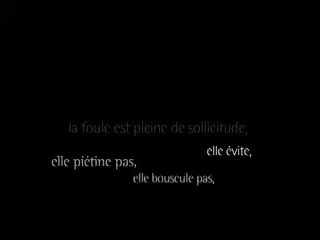 la foule est pleine de sollicitude,
elle évite,
elle piétine pas,
elle bouscule pas,